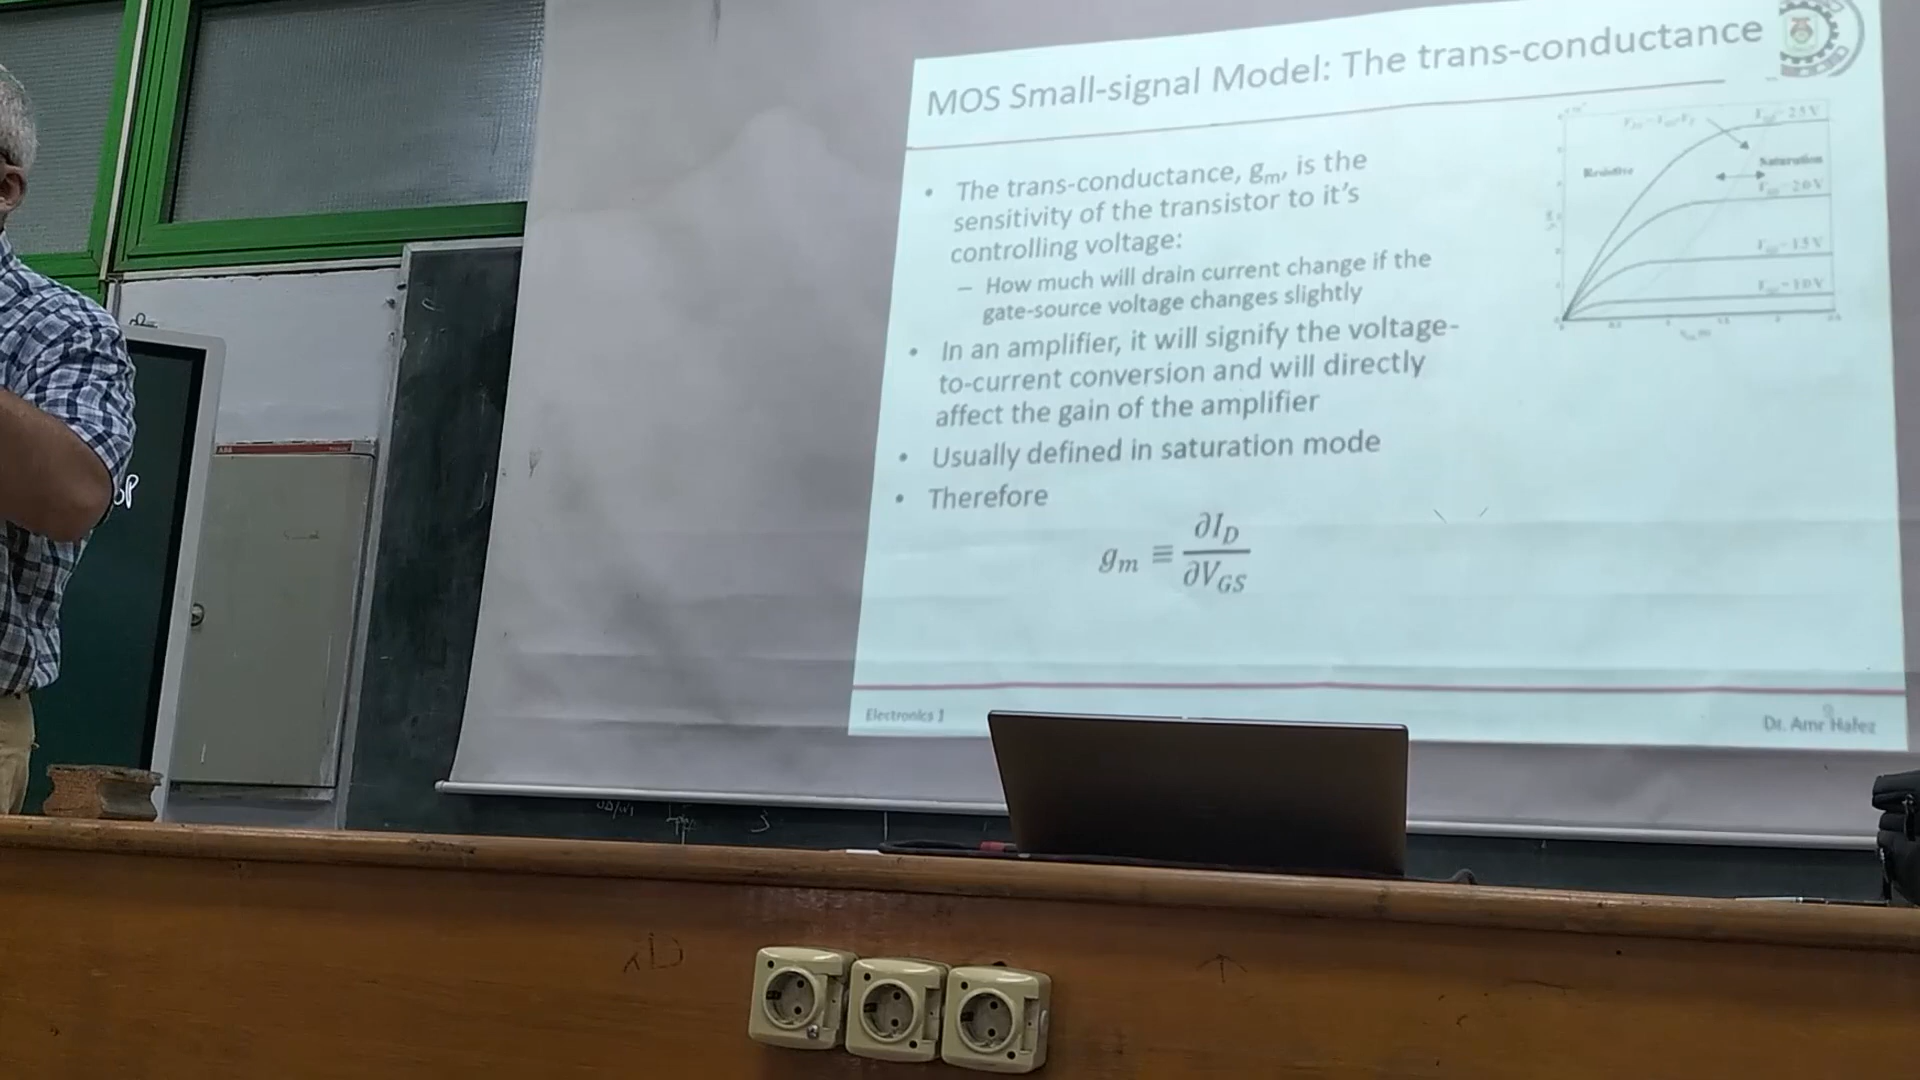 MOS Small-signal Model: The trans-conductance
• The trans-conductance, gm, is the
sensitivity of the transistor to it's
controlling voltage:
– How much will drain current change if the
gate-source voltage changes slightly
• In an amplifier, it will signify the voltage-
to-current conversion and will directly
affect the gain of the amplifier
• Usually defined in saturation mode
• Therefore
gm ≡ ∂ID / ∂VGS
Resistive
Saturation
Electronics 1
Dr. Amr Hafez
ABB